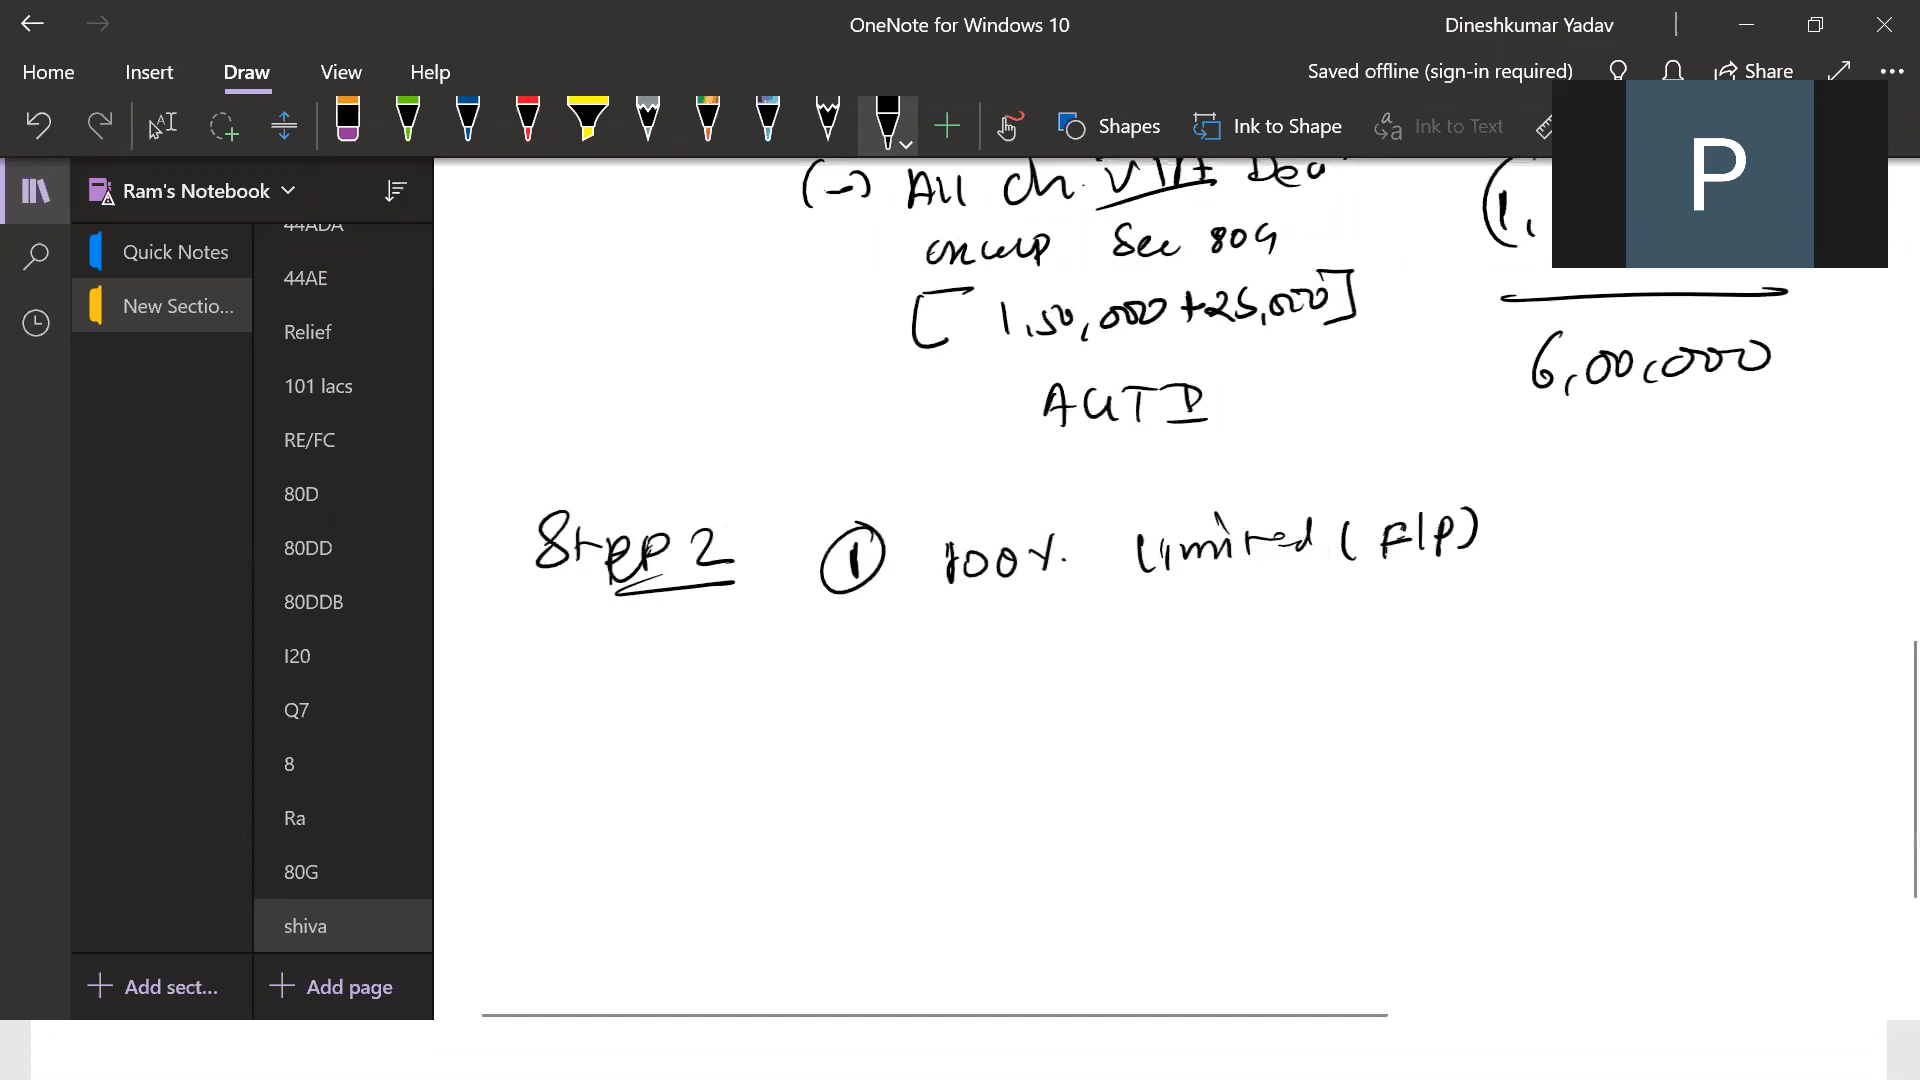 OneNote for Windows 10
Dineshkumar Yadav
Home Insert Draw View Help
Saved offline (sign-in required)
Share
Shapes
Ink to Shape
Ink to Text
P
Ram's Notebook
Quick Notes
New Sectio...
44ADA
44AE
Relief
101 lacs
RE/FC
80D
80DD
80DDB
I20
Q7
8
Ra
80G
shiva
Add sect...
Add page
(-) All ch. VIA Ded
(1,
Sec 80G
[ 1,50,000 + 25,000 ]
6,00,000
AGTI
Step 2 ① 100% Limited (F/P)